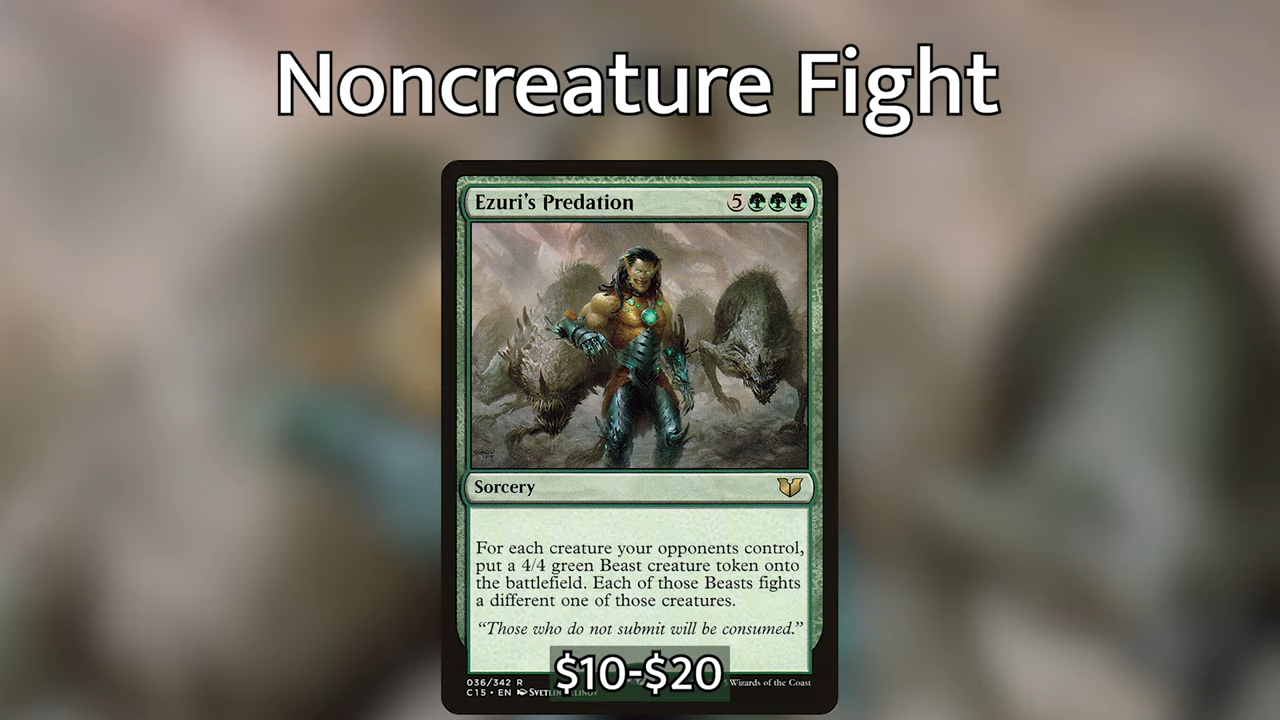 Noncreature Fight
Ezuri's Predation 5
Sorcery
For each creature your opponents control,
put a 4/4 green Beast creature token onto
the battlefield. Each of those Beasts fights
a different one of those creatures.
“Those who do not submit will be consumed.”
$10-$20
036/342 R
C15 • EN
Wizards of the Coast